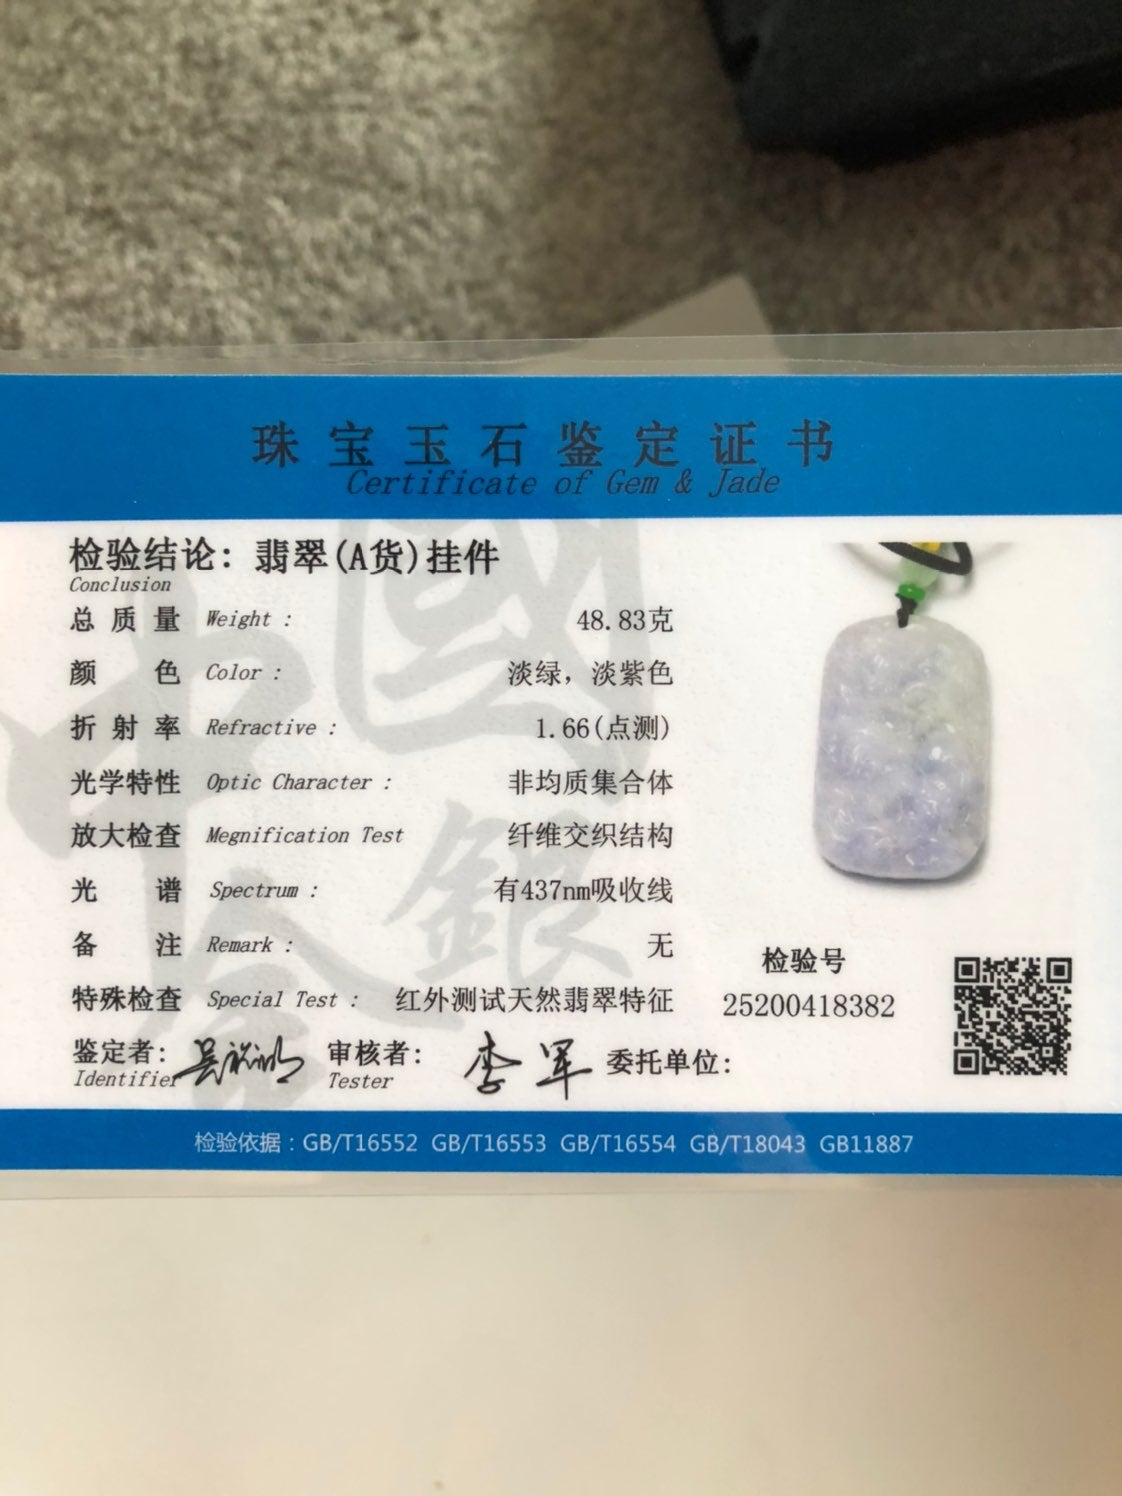 珠宝玉石鉴定证书
Certificate of Gem & Jade
检验结论: 翡翠(A货)挂件
Conclusion
总质量 Weight : 48.83克
颜色 Color : 淡绿，淡紫色
折射率 Refractive : 1.66(点测)
光学特性 Optic Character : 非均质集合体
放大检查 Megnification Test 纤维交织结构
光谱 Spectrum : 有437nm吸收线
备注 Remark : 无
特殊检查 Special Test : 红外测试天然翡翠特征
检验号
25200418382
鉴定者: 审核者: 李军 委托单位:
Identifier Tester
检验依据：GB/T16552 GB/T16553 GB/T16554 GB/T18043 GB11887
中國金銀